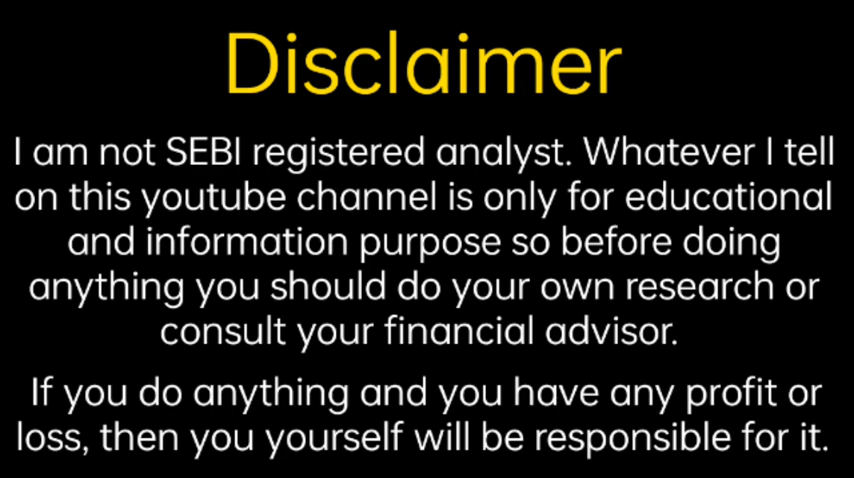 Disclaimer
I am not SEBI registered analyst. Whatever I tell
on this youtube channel is only for educational
and information purpose so before doing
anything you should do your own research or
consult your financial advisor.
If you do anything and you have any profit or
loss, then you yourself will be responsible for it.